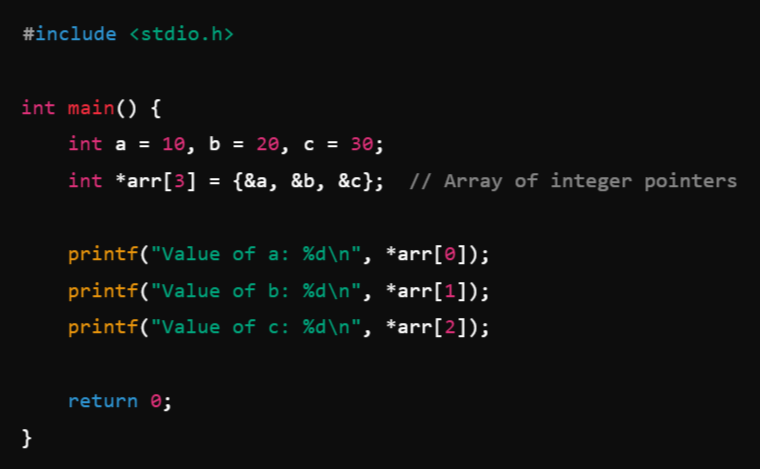 #include <stdio.h>
int main() {
    int a = 10, b = 20, c = 30;
    int *arr[3] = {&a, &b, &c};  // Array of integer pointers
    printf("Value of a: %d\n", *arr[0]);
    printf("Value of b: %d\n", *arr[1]);
    printf("Value of c: %d\n", *arr[2]);
    return 0;
}